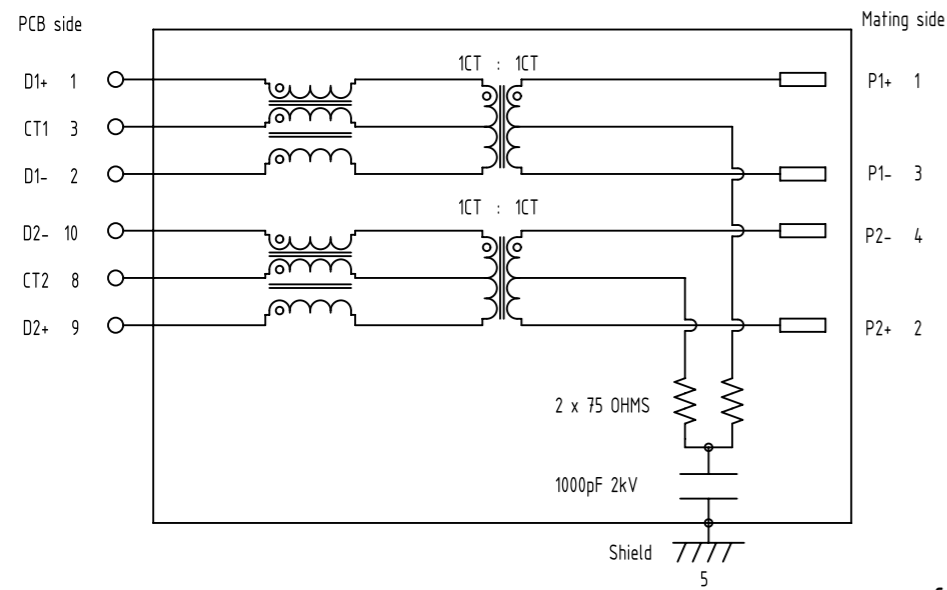 PCB side
Mating side
1CT : 1CT
D1+ 1
P1+ 1
CT1 3
D1- 2
P1- 3
1CT : 1CT
D2- 10
P2- 4
CT2 8
D2+ 9
P2+ 2
2 x 75 OHMS
1000pF 2kV
Shield
5